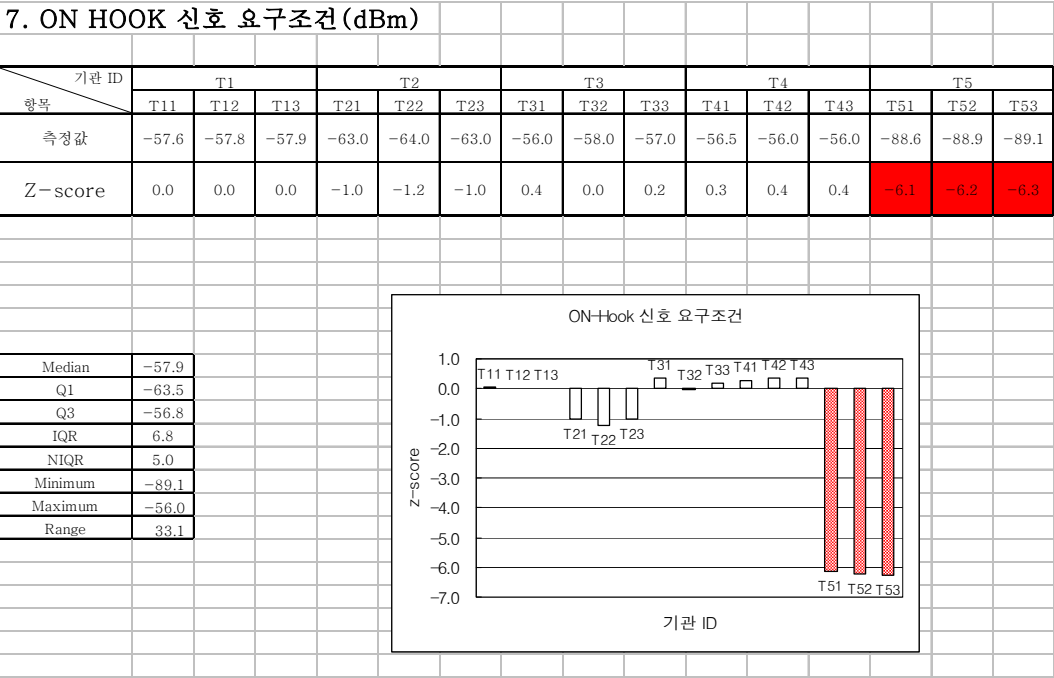 7. ON HOOK 신호 요구조건(dBm)
기관 ID T1 T2 T3 T4 T5
항목 T11 T12 T13 T21 T22 T23 T31 T32 T33 T41 T42 T43 T51 T52 T53
측정값 -57.6 -57.8 -57.9 -63.0 -64.0 -63.0 -56.0 -58.0 -57.0 -56.5 -56.0 -56.0 -88.6 -88.9 -89.1
Z-score 0.0 0.0 0.0 -1.0 -1.2 -1.0 0.4 0.0 0.2 0.3 0.4 0.4 -6.1 -6.2 -6.3
Median -57.9
Q1 -63.5
Q3 -56.8
IQR 6.8
NIQR 5.0
Minimum -89.1
Maximum -56.0
Range 33.1
ON-Hook 신호 요구조건
1.0
0.0
-1.0
-2.0
-3.0
-4.0
-5.0
-6.0
-7.0
z-score
T11 T12 T13 T21 T22 T23 T31 T32 T33 T41 T42 T43 T51 T52 T53
기관 ID